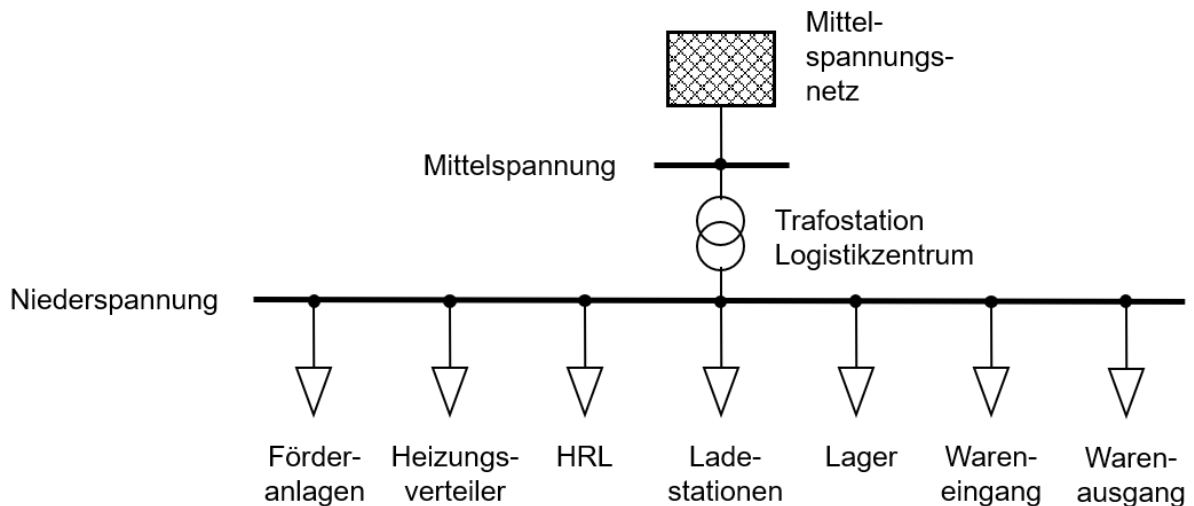 Mittel-
spannungs-
netz
Mittelspannung
Trafostation
Logistikzentrum
Niederspannung
Förder-
anlagen
Heizungs-
verteiler
HRL
Lade-
stationen
Lager
Waren-
eingang
Waren-
ausgang